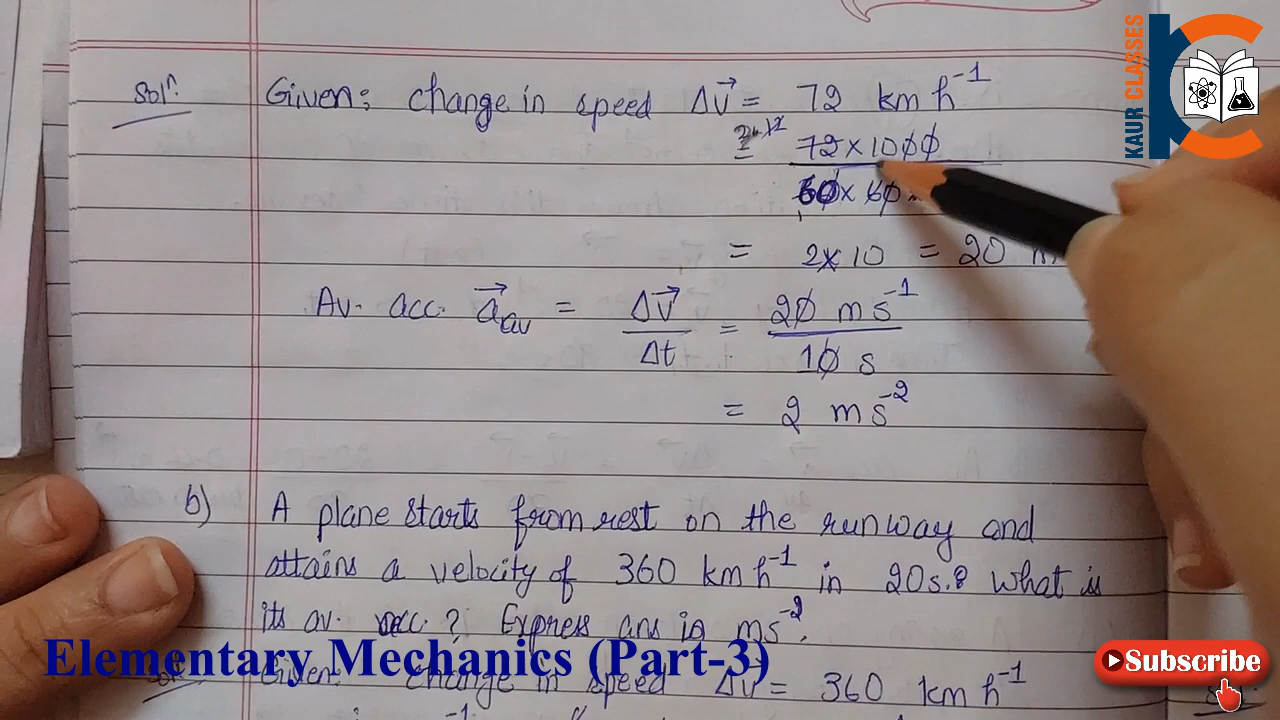 KAUR CLASSES
Soln. Given: change in speed Δv⃗ = 72 km h⁻¹
72 × 1000
60 × 60
= 2 × 10 = 20
Av. acc. a⃗av = Δv⃗ / Δt = 20 m s⁻¹ / 10 s
= 2 m s⁻²
b) A plane starts from rest on the runway and
attains a velocity of 360 km h⁻¹ in 20s.? What is
its av. acc.? Express ans in ms⁻².
Elementary Mechanics (Part-3)
Given: Change in speed Δv⃗ = 360 km h⁻¹
Subscribe